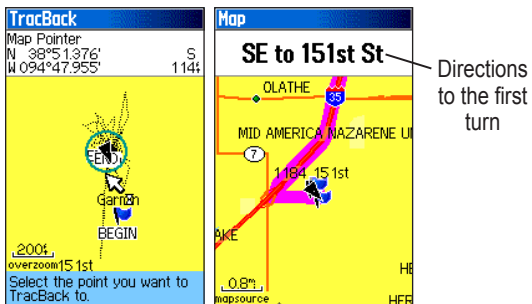 TracBack
Map Pointer
N 38°51.376' S
W 094°47.955' 114ft
END
Garmin
BEGIN
200ft
overzoom 151st
Select the point you want to
TracBack to.
Map
SE to 151st St
OLATHE
35
MID AMERICA NAZARENE U
7
1184 151st
AKE
HE
0.8mi
mapsource
HER
Directions
to the first
turn